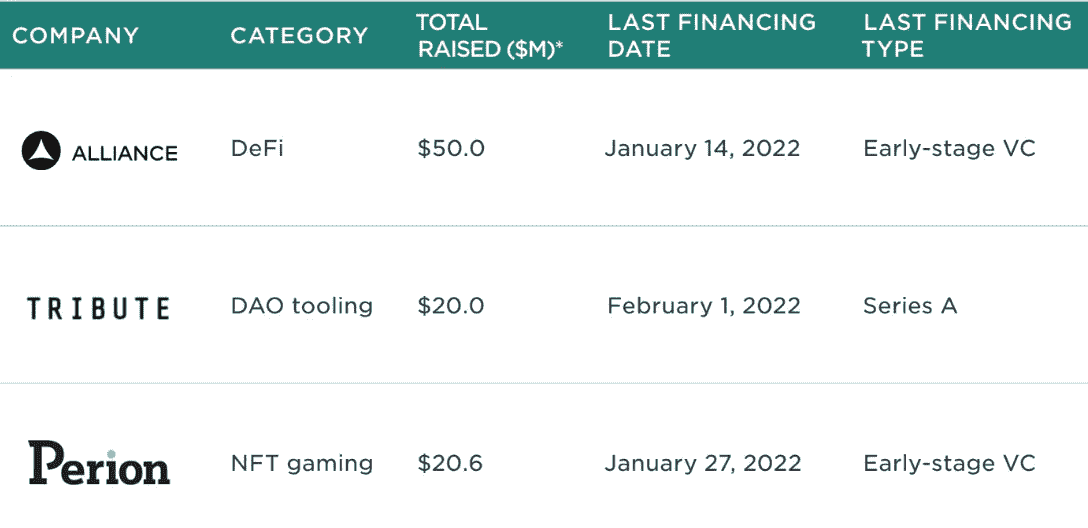 COMPANY CATEGORY TOTAL RAISED ($M)* LAST FINANCING DATE LAST FINANCING TYPE
ALLIANCE DeFi $50.0 January 14, 2022 Early-stage VC
TRIBUTE DAO tooling $20.0 February 1, 2022 Series A
Perion NFT gaming $20.6 January 27, 2022 Early-stage VC